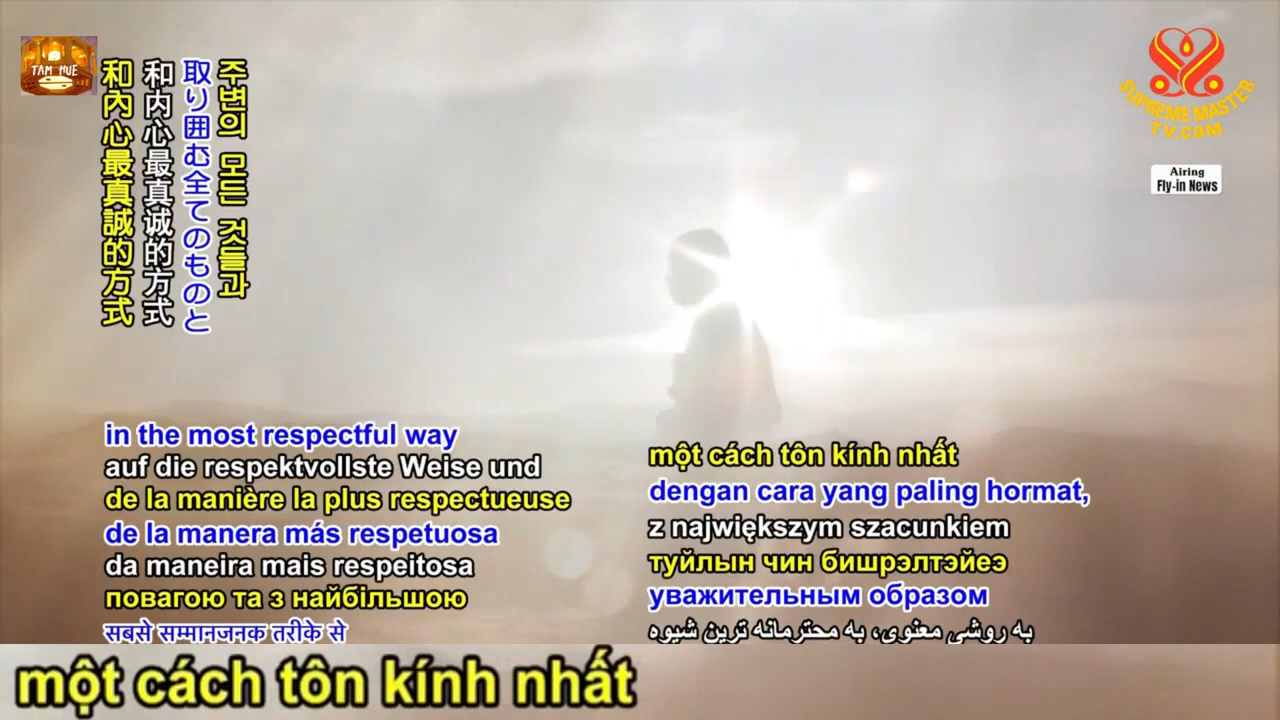 TAM HUE
SUPREME MASTER
TV.COM
Airing
Fly-in News
주변의 모든 것들과
取り囲む全てのものと
和内心最真诚的方式
和內心最真誠的方式
in the most respectful way
auf die respektvollste Weise und
de la manière la plus respectueuse
de la manera más respetuosa
da maneira mais respeitosa
повагою та з найбільшою
सबसे सम्मानजनक तरीके से
một cách tôn kính nhất
dengan cara yang paling hormat,
z największym szacunkiem
туйлын чин бишрэлтэйеэ
уважительным образом
به روشی معنوی، به محترمانه ترین شیوه
một cách tôn kính nhất